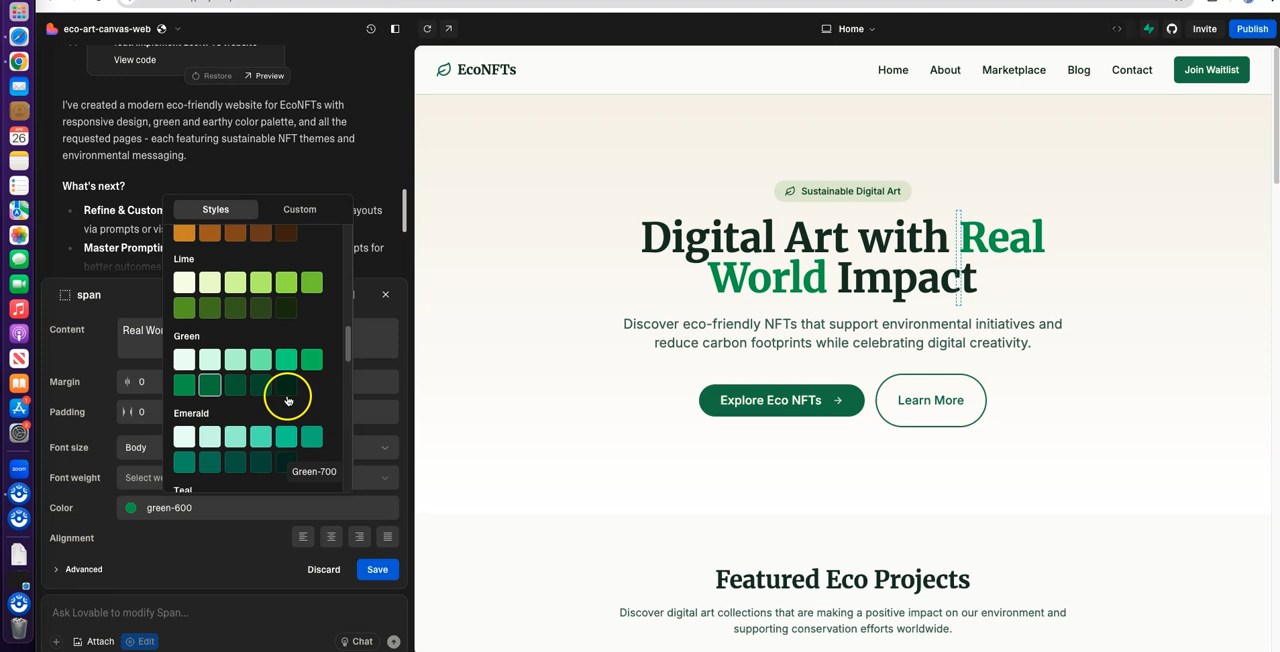 eco-art-canvas-web
Home
Invite
Publish
View code
Restore
Preview
I've created a modern eco-friendly website for EcoNFTs with
responsive design, green and earthy color palette, and all the
requested pages - each featuring sustainable NFT themes and
environmental messaging.
What's next?
Refine & Custom
ayouts
via prompts or vis
Master Prompti
pts for
better outcomes
Styles
Custom
Lime
Green
Emerald
Green-700
Teal
span
Content
Real Wor
Margin
0
Padding
0
Font size
Body
Font weight
Select we
Color
green-600
Alignment
Advanced
Discard
Save
Ask Lovable to modify Span...
Attach
Edit
Chat
26
zoom
EcoNFTs
Home
About
Marketplace
Blog
Contact
Join Waitlist
Sustainable Digital Art
Digital Art with Real
World Impact
Discover eco-friendly NFTs that support environmental initiatives and
reduce carbon footprints while celebrating digital creativity.
Explore Eco NFTs
Learn More
Featured Eco Projects
Discover digital art collections that are making a positive impact on our environment and
supporting conservation efforts worldwide.